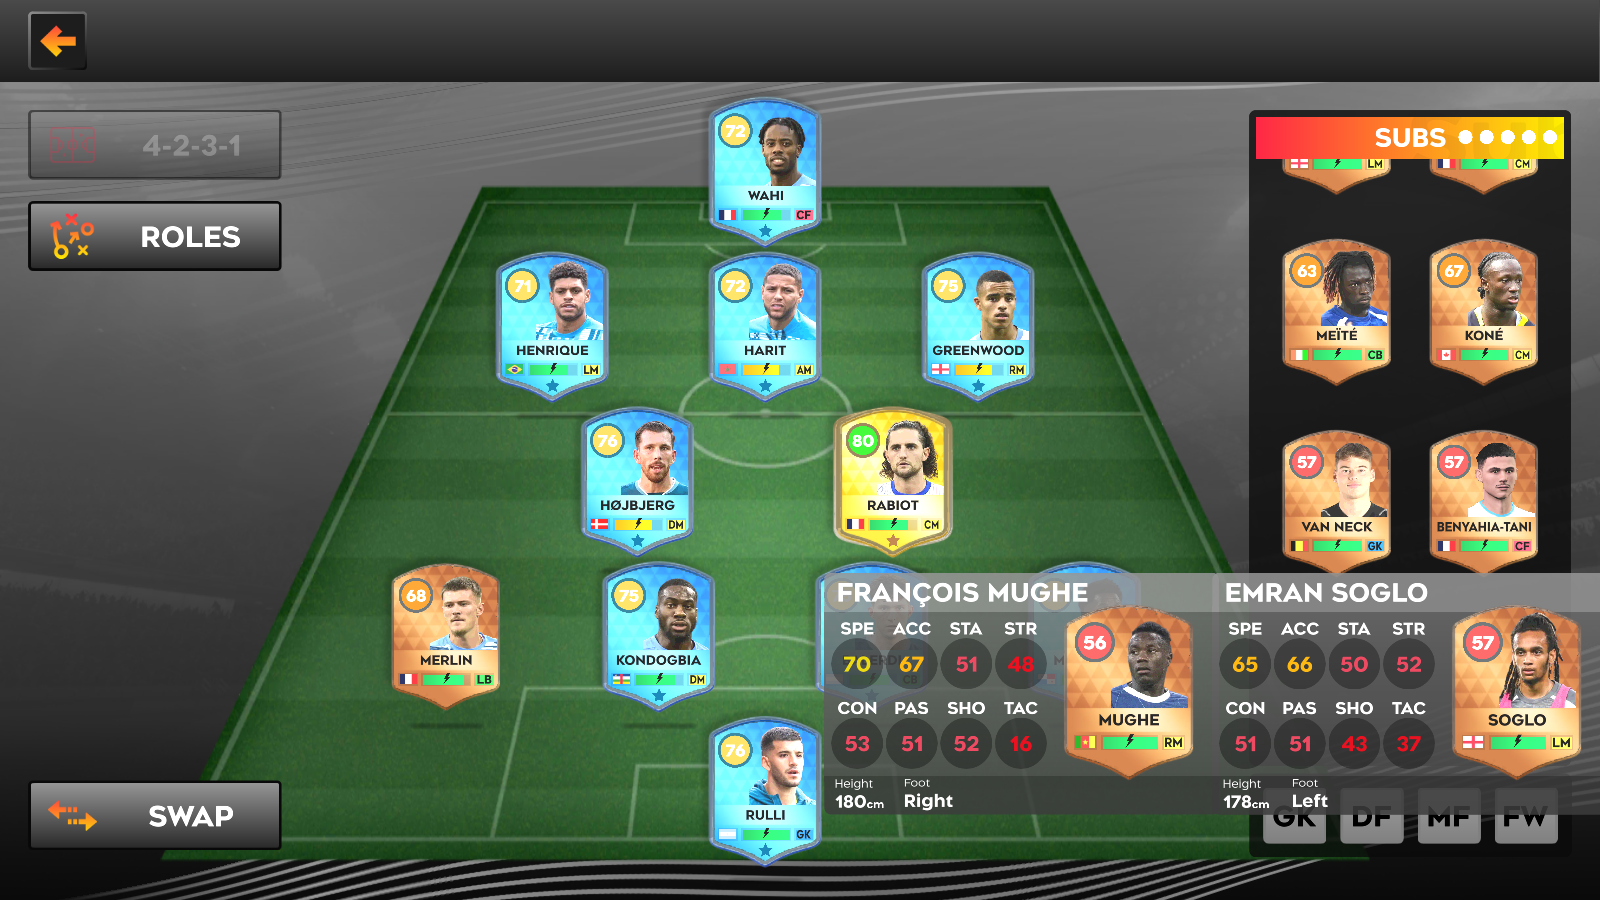 4-2-3-1
ROLES
SWAP
72
WAHI
CF
71
HENRIQUE
LM
72
HARIT
AM
75
GREENWOOD
RM
76
HØJBJERG
DM
80
RABIOT
CM
68
MERLIN
LB
75
KONDOGBIA
DM
CB
76
RULLI
GK
SUBS
LM
CM
63
MEÏTÉ
CB
67
KONÉ
CM
57
VAN NECK
GK
57
BENYAHIA-TANI
CF
FRANÇOIS MUGHE
SPE ACC STA STR
70 67 51 48
CON PAS SHO TAC
53 51 52 16
Height Foot
180cm Right
56
MUGHE
RM
EMRAN SOGLO
SPE ACC STA STR
65 66 50 52
CON PAS SHO TAC
51 51 43 37
Height Foot
178cm Left
57
SOGLO
LM
GK DF MF FW